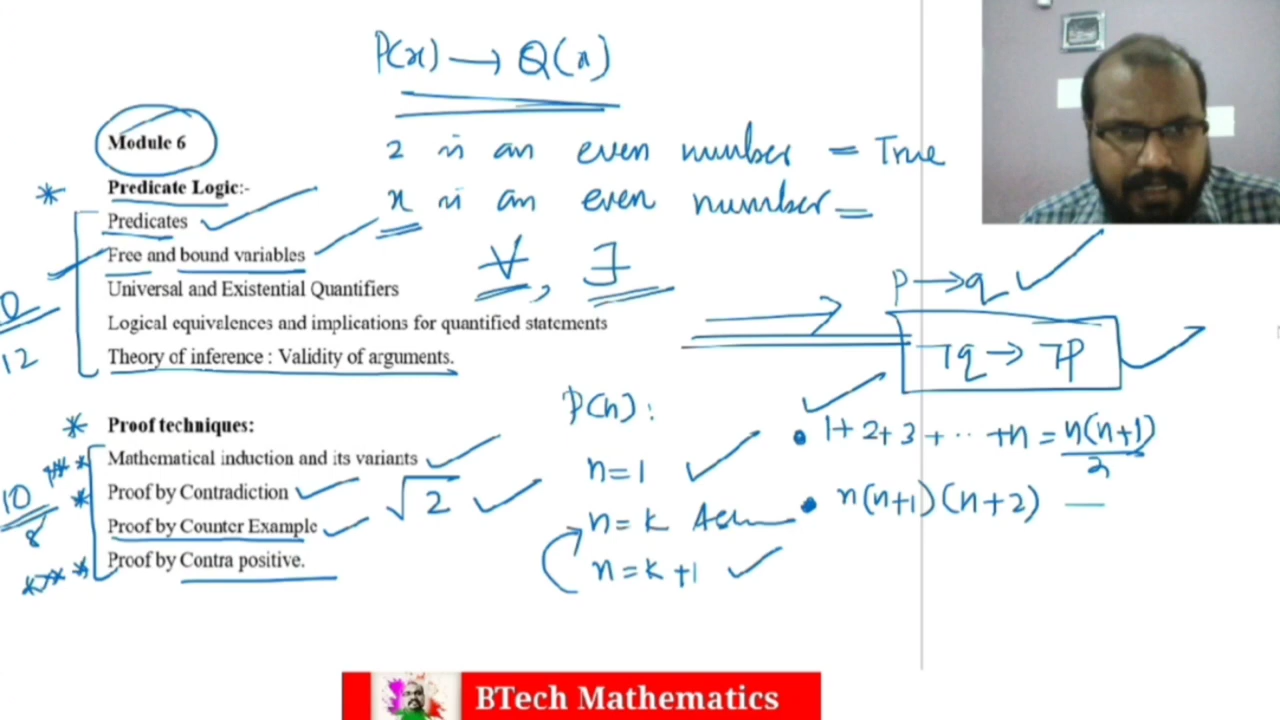 P(x) → Q(x)
Module 6
2 is an even number = True
* Predicate Logic:-
x is an even number =
Predicates
Free and bound variables
∀, ∃
P → q
Universal and Existential Quantifiers
Logical equivalences and implications for quantified statements
¬q → ¬P
12
Theory of inference : Validity of arguments.
P(n):
* Proof techniques:
1+2+3+ ·· +n = n(n+1)/2
Mathematical induction and its variants
n=1
10
8
Proof by Contradiction
√2
n(n+1)(n+2) —
Proof by Counter Example
n=k
Proof by Contra positive.
n=k+1
BTech Mathematics